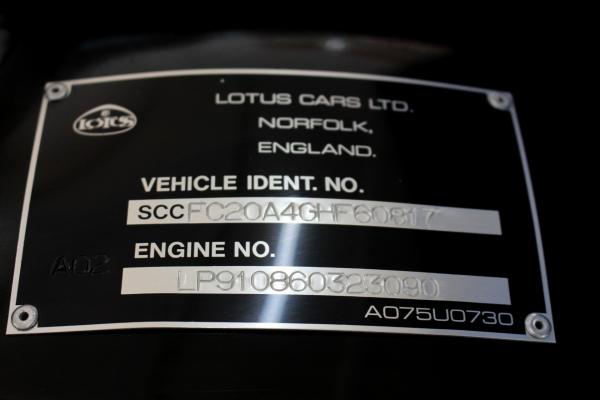 LOTUS
LOTUS CARS LTD.
NORFOLK,
ENGLAND.
VEHICLE IDENT. NO.
SCCFC20A4GHF60817
ENGINE NO.
A02
LP910860323090
A075U0730